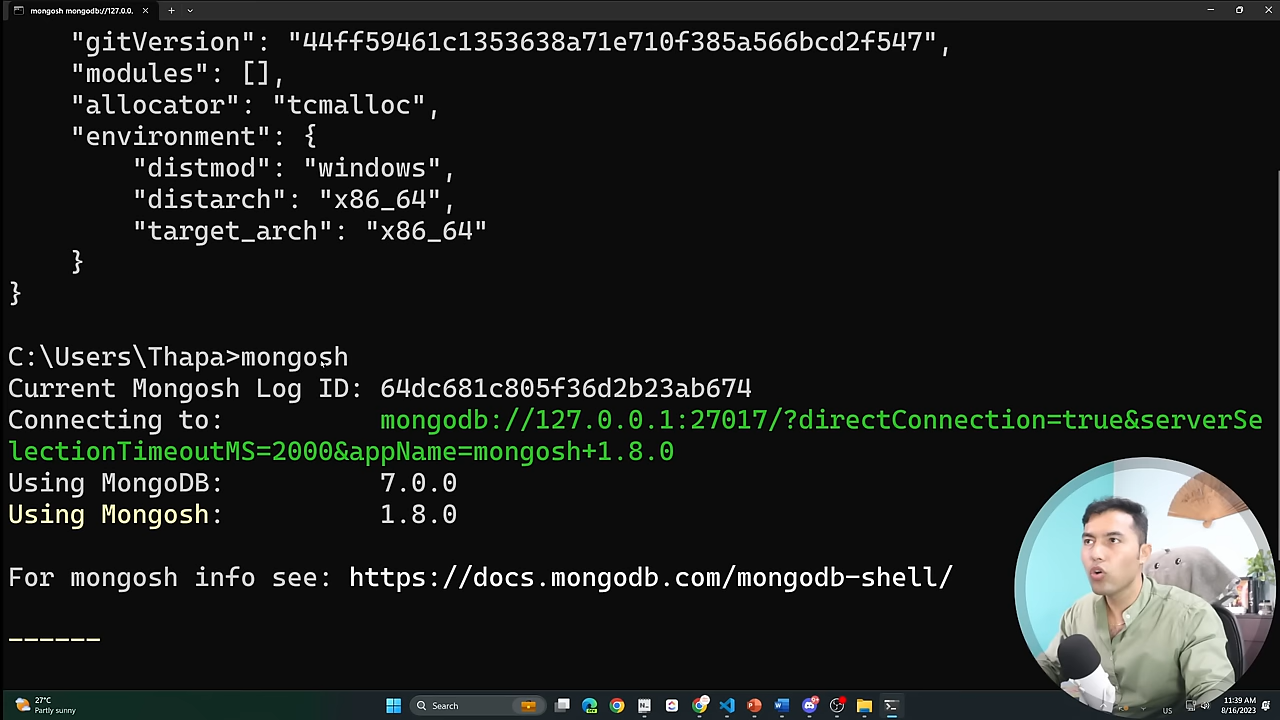 mongosh mongodb://127.0.0.
"gitVersion": "44ff59461c1353638a71e710f385a566bcd2f547",
"modules": [],
"allocator": "tcmalloc",
"environment": {
"distmod": "windows",
"distarch": "x86_64",
"target_arch": "x86_64"
}
}
C:\Users\Thapa>mongosh
Current Mongosh Log ID: 64dc681c805f36d2b23ab674
Connecting to: mongodb://127.0.0.1:27017/?directConnection=true&serverSe
lectionTimeoutMS=2000&appName=mongosh+1.8.0
Using MongoDB: 7.0.0
Using Mongosh: 1.8.0
For mongosh info see: https://docs.mongodb.com/mongodb-shell/
------
27°C
Partly sunny
Search
US
11:39 AM
8/16/2023